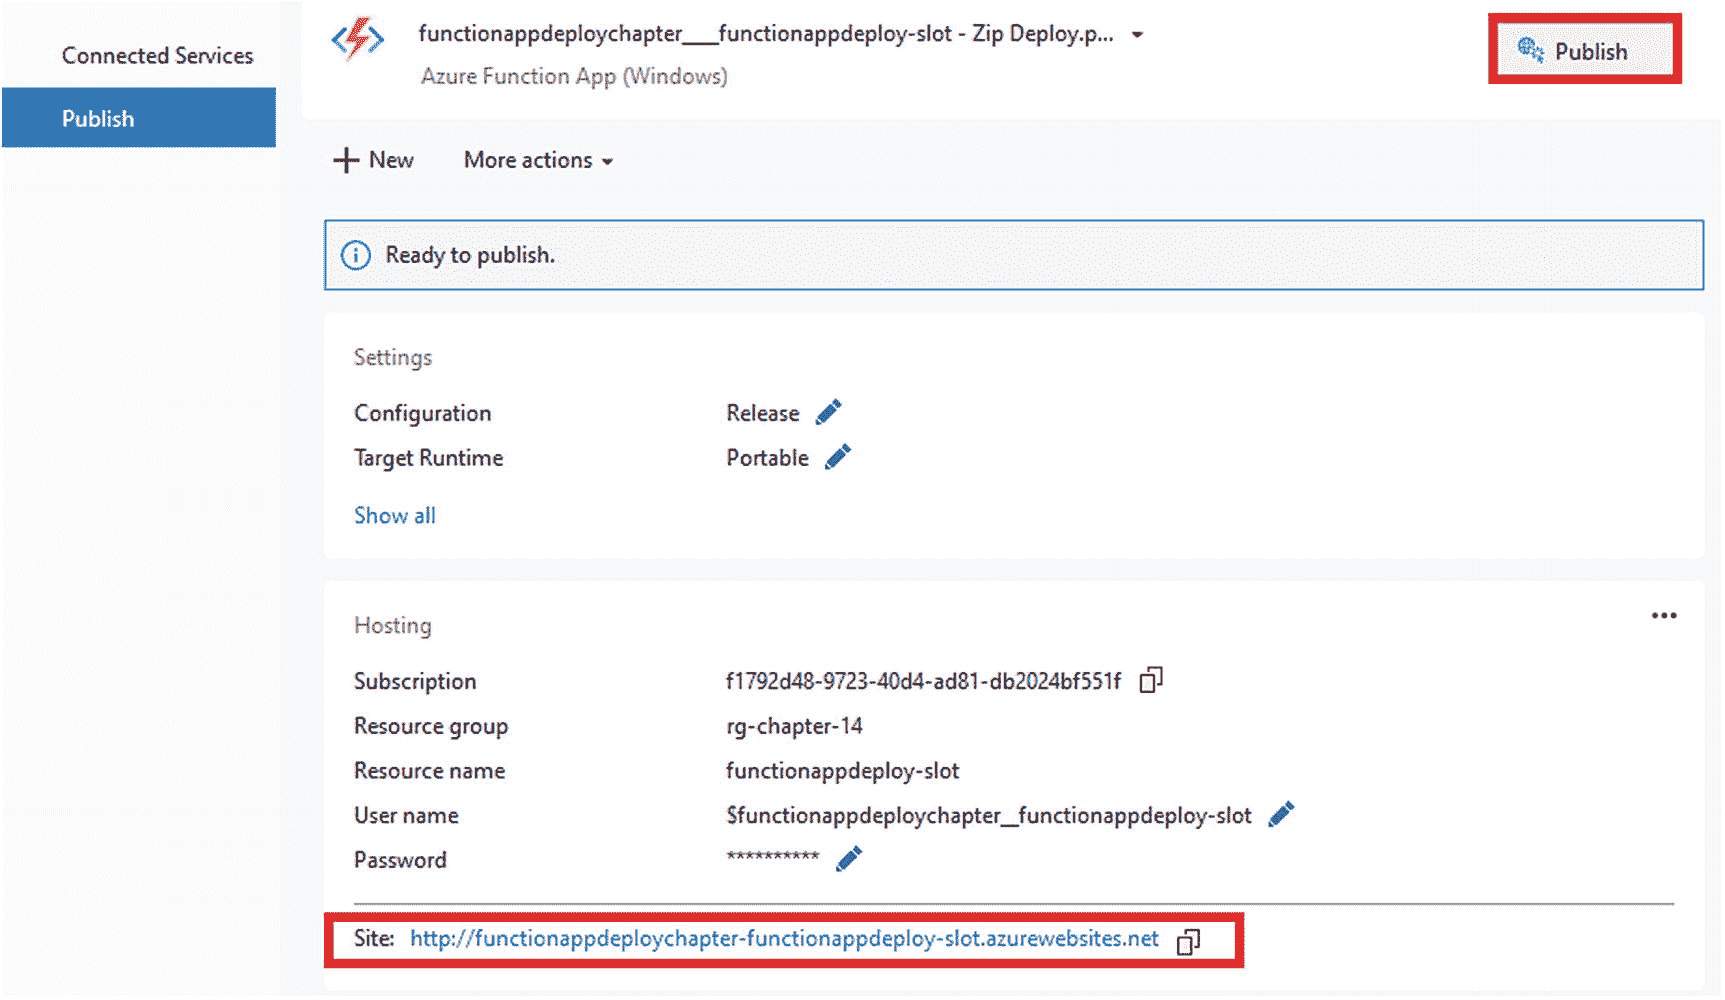 Connected Services
Publish
functionappdeploychapter___functionappdeploy-slot - Zip Deploy.p...
Azure Function App (Windows)
Publish
New
More actions
Ready to publish.
Settings
Configuration Release
Target Runtime Portable
Show all
Hosting
Subscription f1792d48-9723-40d4-ad81-db2024bf551f
Resource group rg-chapter-14
Resource name functionappdeploy-slot
User name $functionappdeploychapter__functionappdeploy-slot
Password **********
Site: http://functionappdeploychapter-functionappdeploy-slot.azurewebsites.net